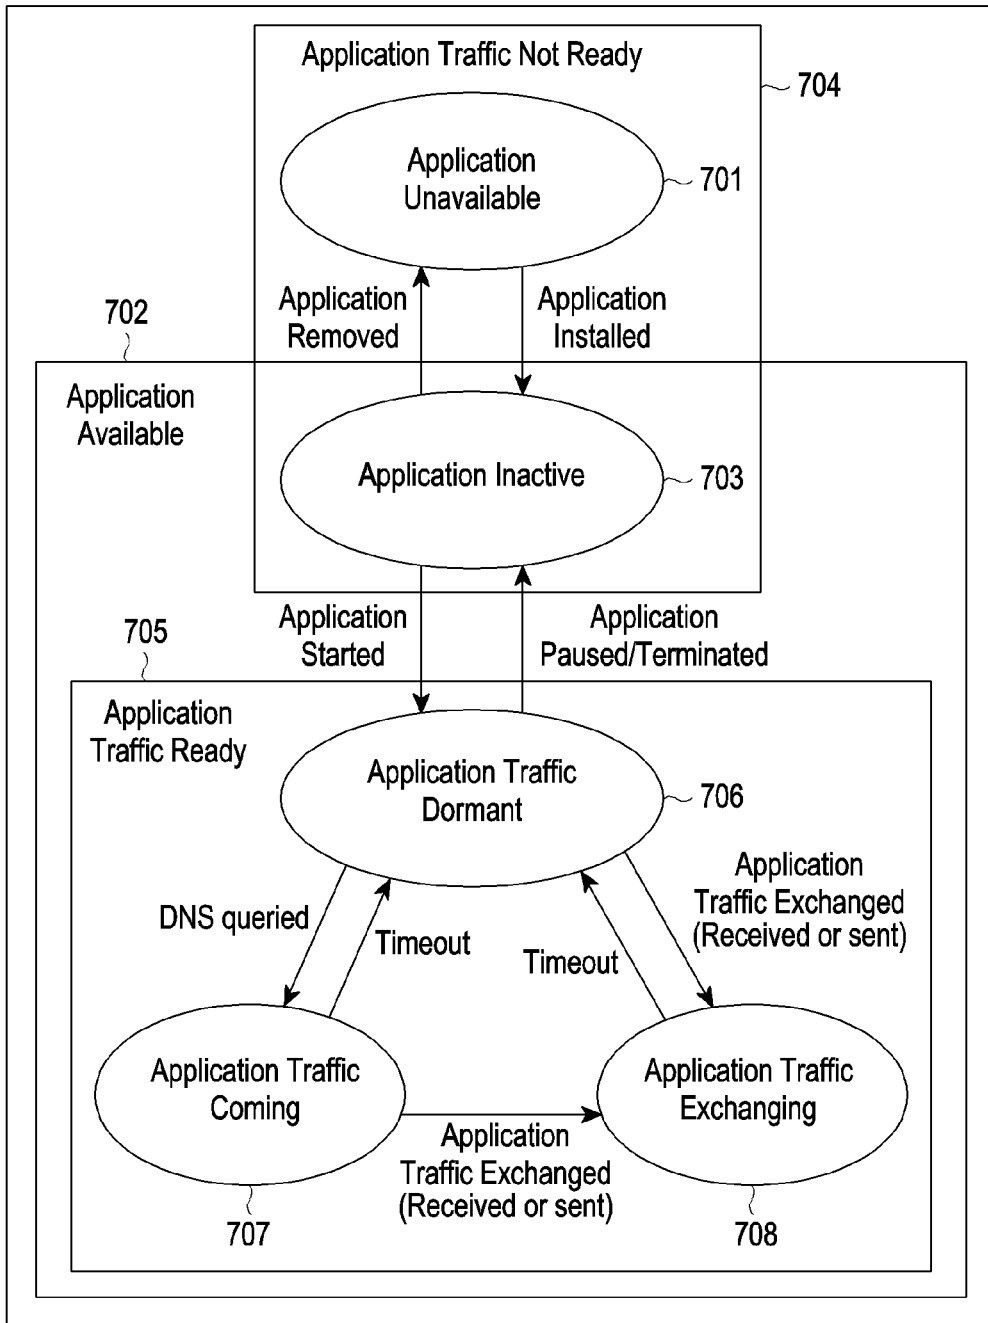 Application Traffic Not Ready
704
Application
Unavailable
701
Application
Removed
Application
Installed
702
Application
Available
Application Inactive
703
Application
Started
Application
Paused/Terminated
705
Application
Traffic Ready
Application Traffic
Dormant
706
DNS queried
Timeout
Timeout
Application
Traffic Exchanged
(Received or sent)
Application Traffic
Coming
Application Traffic
Exchanging
Application
Traffic Exchanged
(Received or sent)
707
708